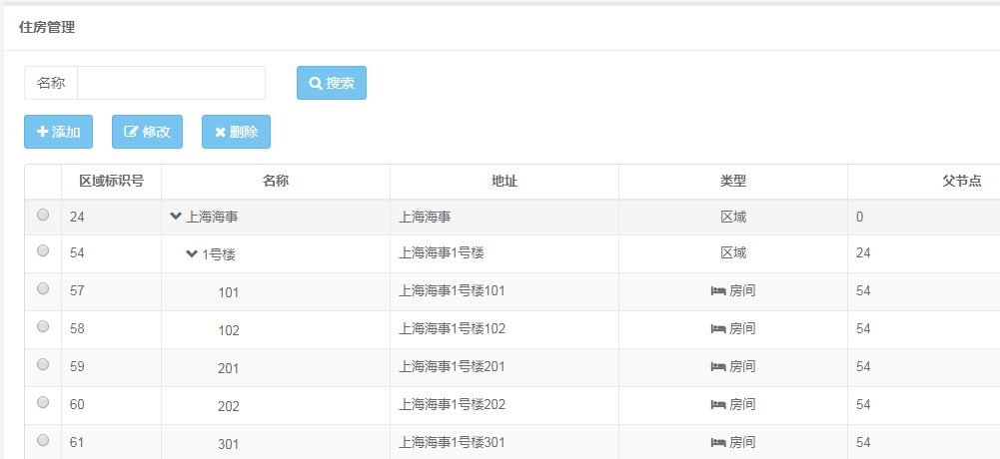 住房管理
名称 搜索
添加 修改 删除
区域标识号 名称 地址 类型 父节点
24 上海海事 上海海事 区域 0
54 1号楼 上海海事1号楼 区域 24
57 101 上海海事1号楼101 房间 54
58 102 上海海事1号楼102 房间 54
59 201 上海海事1号楼201 房间 54
60 202 上海海事1号楼202 房间 54
61 301 上海海事1号楼301 房间 54